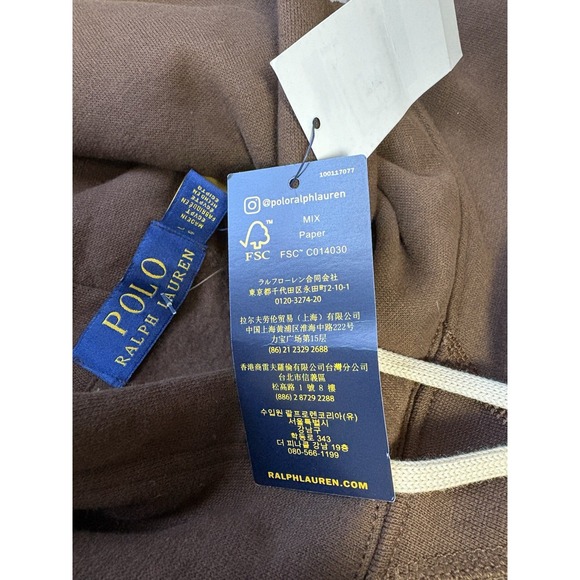 100117077
@poloralphlauren
MIX
Paper
FSC™ C014030
FSC™
ラルフローレン合同会社
東京都千代田区永田町2-10-1
0120-3274-20
拉尔夫劳伦贸易（上海）有限公司
中国上海黄浦区淮海中路222号
力宝广场第15层
(86) 21 2329 2688
香港商雷夫羅倫有限公司台灣分公司
台北市信義區
松高路 1 號 8 樓
(886) 2 8729 2288
수입원 랄프로렌코리아(유)
서울특별시
강남구
학동로 343
더 피나클 강남 19층
080-566-1199
RALPHLAUREN.COM
POLO
RALPH LAUREN
MADE IN
EGYPT